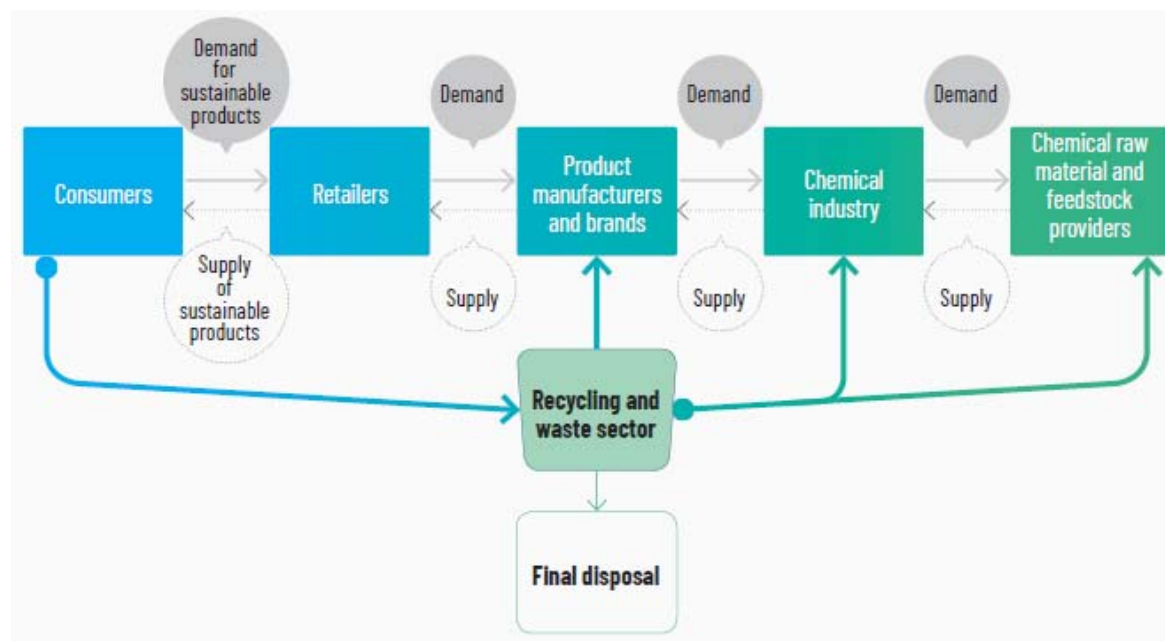 Demand
for
sustainable
products
Demand
Demand
Demand
Consumers
Retailers
Product
manufacturers
and brands
Chemical
industry
Chemical raw
material and
feedstock
providers
Supply
of
sustainable
products
Supply
Supply
Supply
Recycling and
waste sector
Final disposal